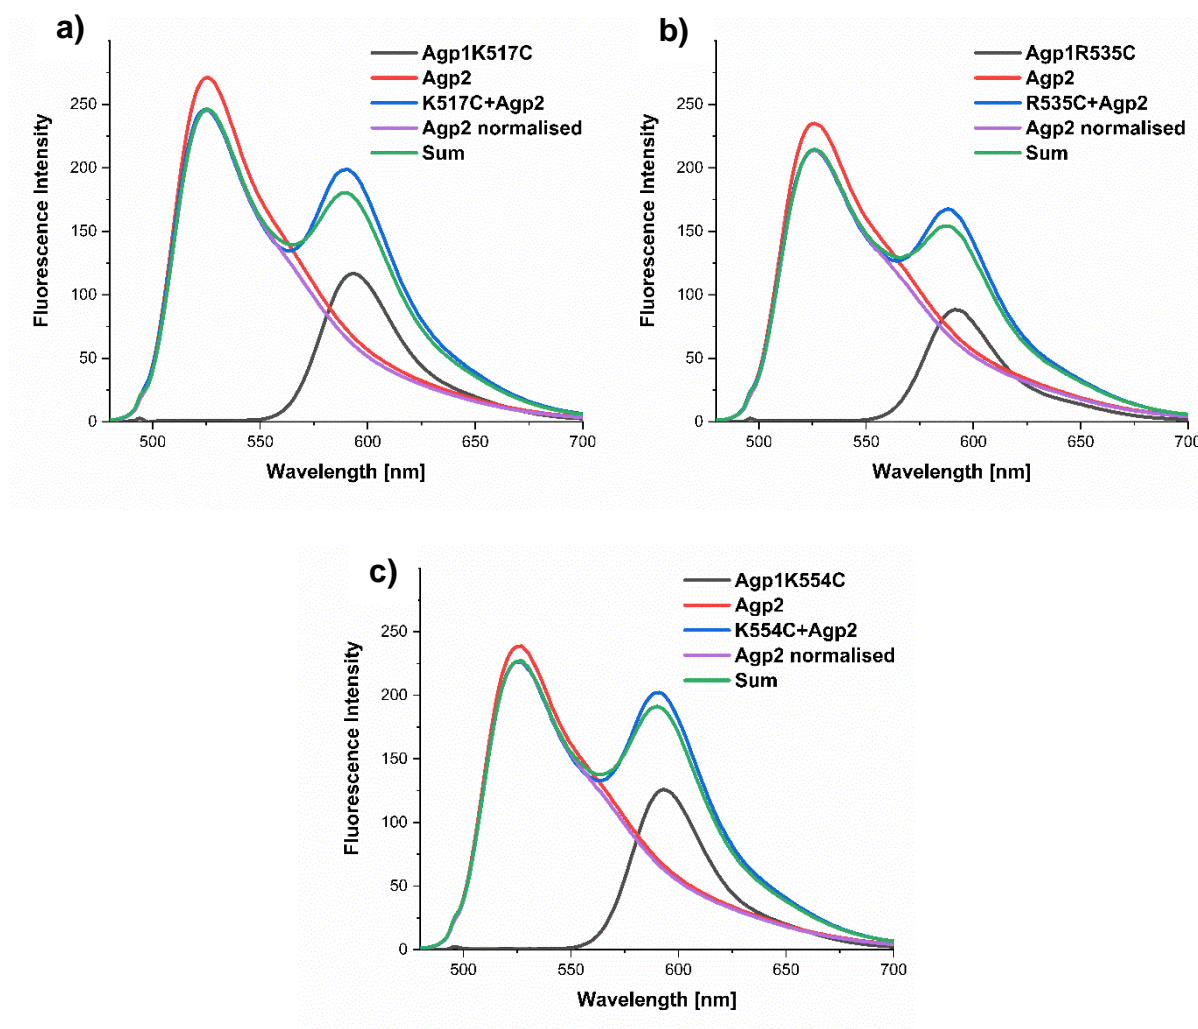 a)
Agp1K517C
Agp2
K517C+Agp2
Agp2 normalised
Sum
250
200
150
100
50
0
Fluorescence Intensity
500
550
600
650
700
Wavelength [nm]
b)
Agp1R535C
Agp2
R535C+Agp2
Agp2 normalised
Sum
250
200
150
100
50
0
Fluorescence Intensity
500
550
600
650
700
Wavelength [nm]
c)
Agp1K554C
Agp2
K554C+Agp2
Agp2 normalised
Sum
250
200
150
100
50
0
Fluorescence Intensity
500
550
600
650
700
Wavelength [nm]